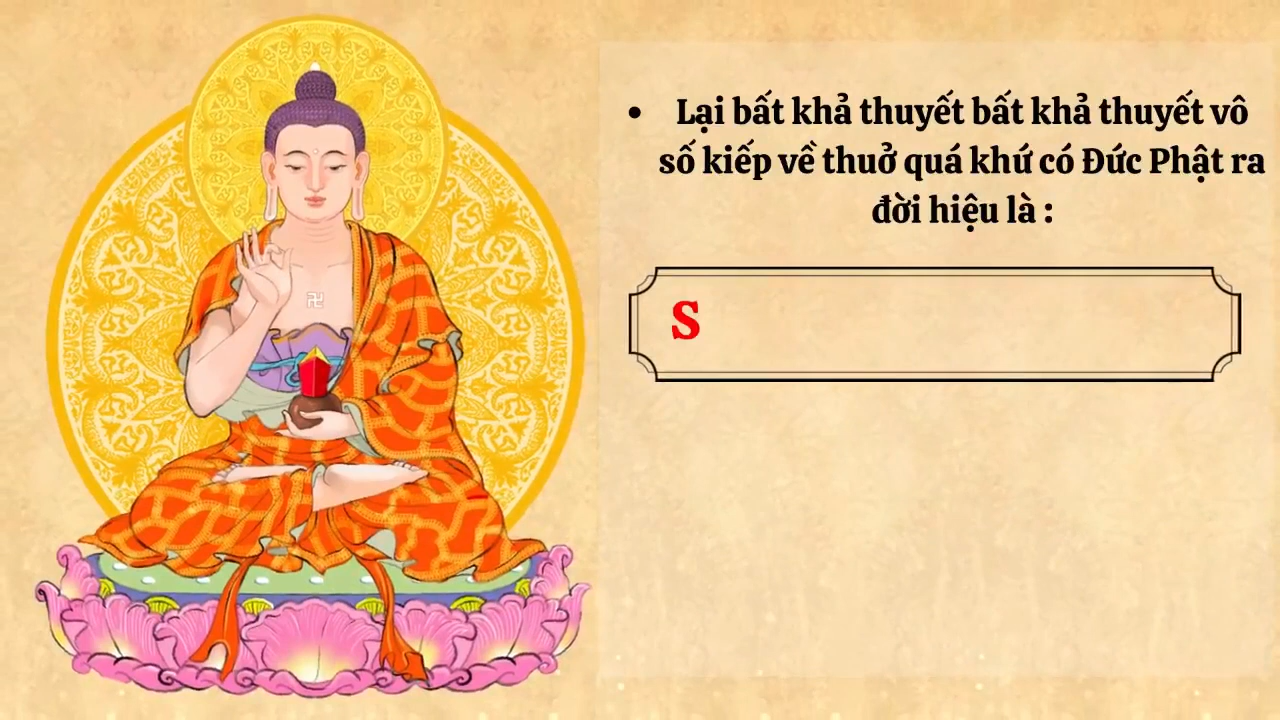 • Lại bất khả thuyết bất khả thuyết vô
số kiếp về thuở quá khứ có Đức Phật ra
đời hiệu là :
S